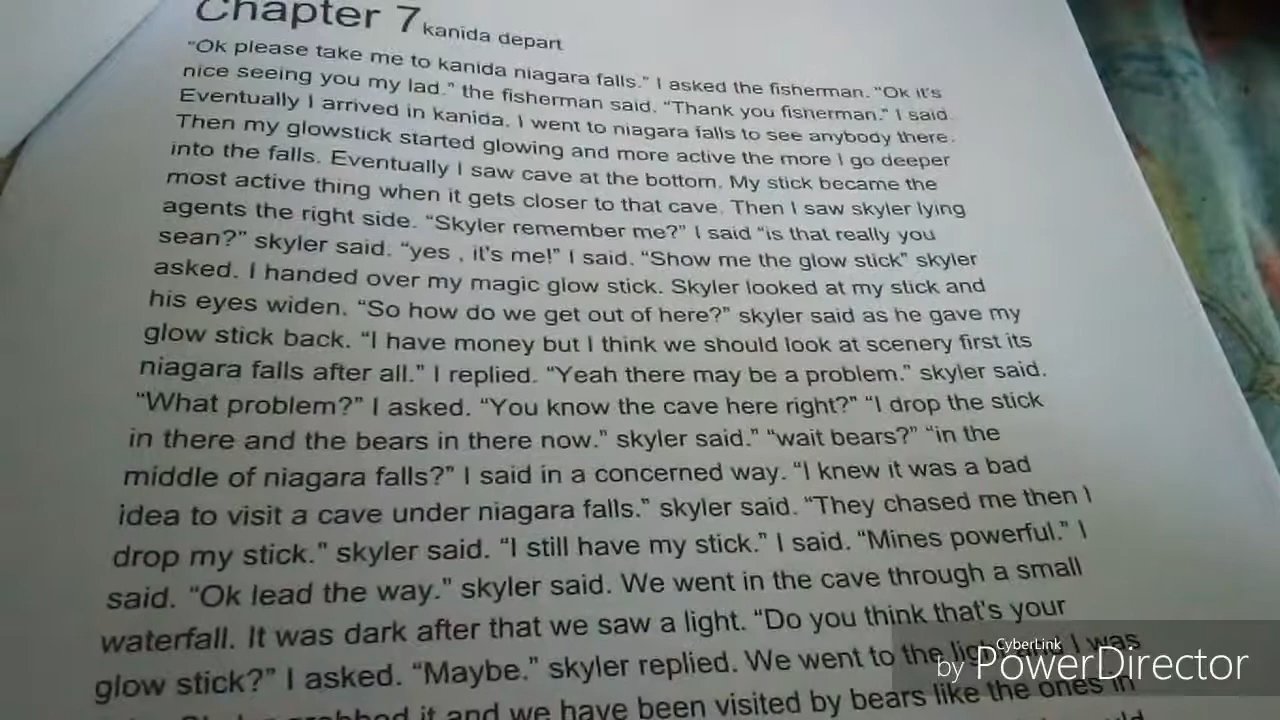 Chapter 7 kanida depart
“Ok please take me to kanida niagara falls.” I asked the fisherman. “Ok it's
nice seeing you my lad.” the fisherman said. “Thank you fisherman.” I said.
Eventually I arrived in kanida. I went to niagara falls to see anybody there.
Then my glowstick started glowing and more active the more I go deeper
into the falls. Eventually I saw cave at the bottom. My stick became the
most active thing when it gets closer to that cave. Then I saw skyler lying
agents the right side. “Skyler remember me?” I said “is that really you
sean?” skyler said. “yes , it's me!” I said. “Show me the glow stick” skyler
asked. I handed over my magic glow stick. Skyler looked at my stick and
his eyes widen. “So how do we get out of here?” skyler said as he gave my
glow stick back. “I have money but I think we should look at scenery first its
niagara falls after all.” I replied. “Yeah there may be a problem.” skyler said.
“What problem?” I asked. “You know the cave here right?” “I drop the stick
in there and the bears in there now.” skyler said.” “wait bears?” “in the
middle of niagara falls?” I said in a concerned way. “I knew it was a bad
idea to visit a cave under niagara falls.” skyler said. “They chased me then I
drop my stick.” skyler said. “I still have my stick.” I said. “Mines powerful.” I
said. “Ok lead the way.” skyler said. We went in the cave through a small
waterfall. It was dark after that we saw a light. “Do you think that's your
glow stick?” I asked. “Maybe.” skyler replied. We went to the light and I was
grabbed it and we have been visited by bears like the ones in
CyberLink
by PowerDirector